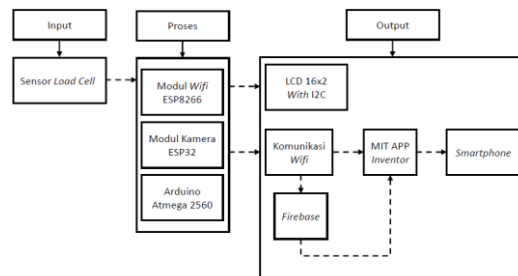 Input
Proses
Output
Sensor Load Cell
Modul Wifi
ESP8266
LCD 16x2
With I2C
Modul Kamera
ESP32
Komunikasi
Wifi
MIT APP
Inventor
Smartphone
Arduino
Atmega 2560
Firebase